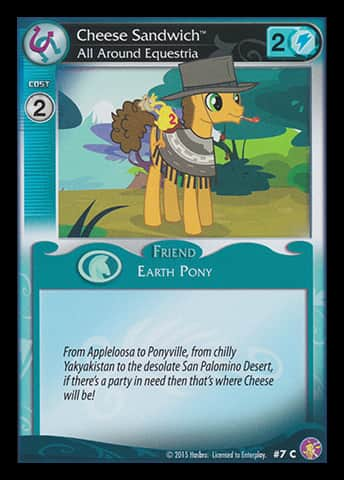 Cheese Sandwich™
All Around Equestria
2
COST
2
2
FRIEND
EARTH PONY
From Appleloosa to Ponyville, from chilly
Yakyakistan to the desolate San Palomino Desert,
if there's a party in need then that's where Cheese
will be!
© 2015 Hasbro. Licensed to Enterplay. #7 C